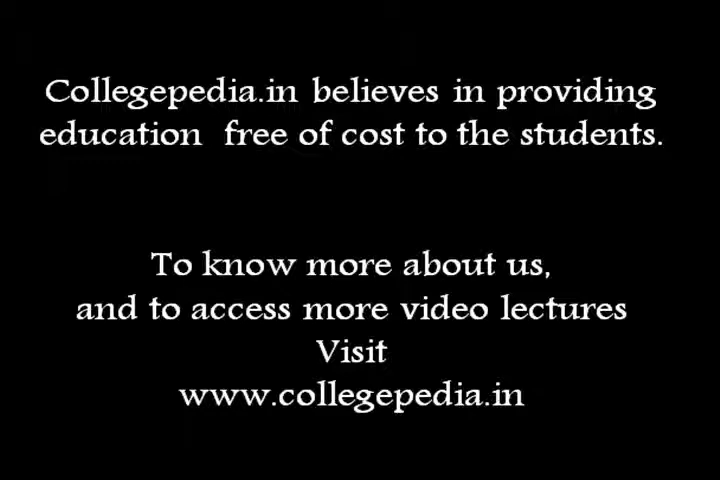 Collegepedia.in believes in providing
education free of cost to the students.
To know more about us,
and to access more video lectures
Visit
www.collegepedia.in